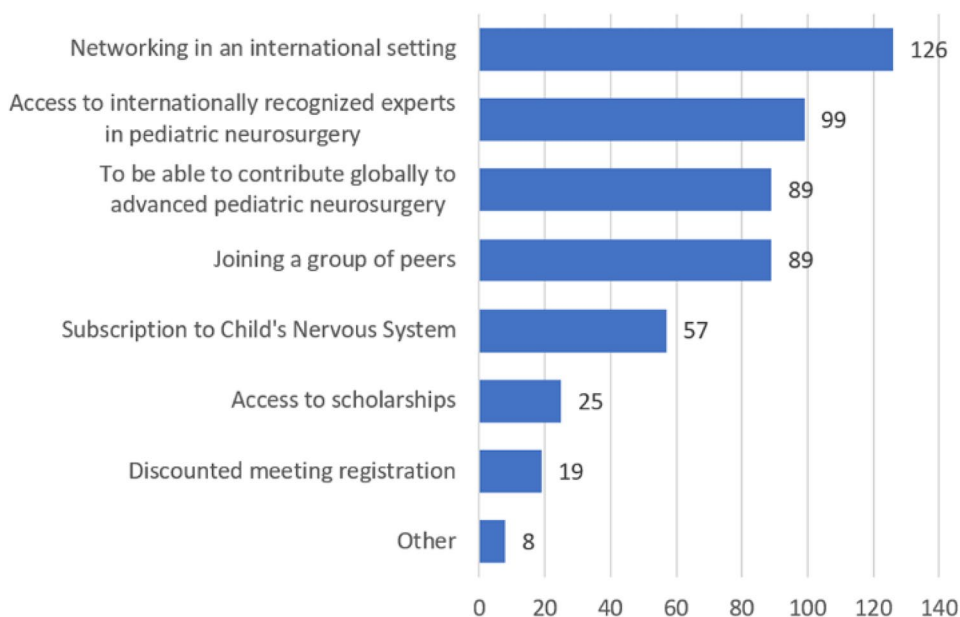 Networking in an international setting
126
Access to internationally recognized experts
in pediatric neurosurgery
99
To be able to contribute globally to
advanced pediatric neurosurgery
89
Joining a group of peers
89
Subscription to Child's Nervous System
57
Access to scholarships
25
Discounted meeting registration
19
Other
8
0 20 40 60 80 100 120 140